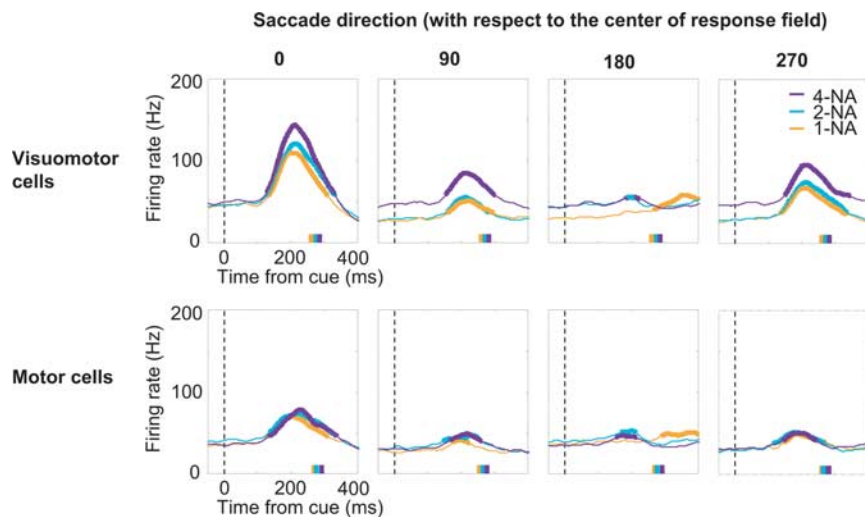 Saccade direction (with respect to the center of response field)
0 90 180 270
Visuomotor
cells
Firing rate (Hz)
200
100
0
4-NA
2-NA
1-NA
0 200 400
Time from cue (ms)
Motor cells
Firing rate (Hz)
200
100
0
0 200 400
Time from cue (ms)